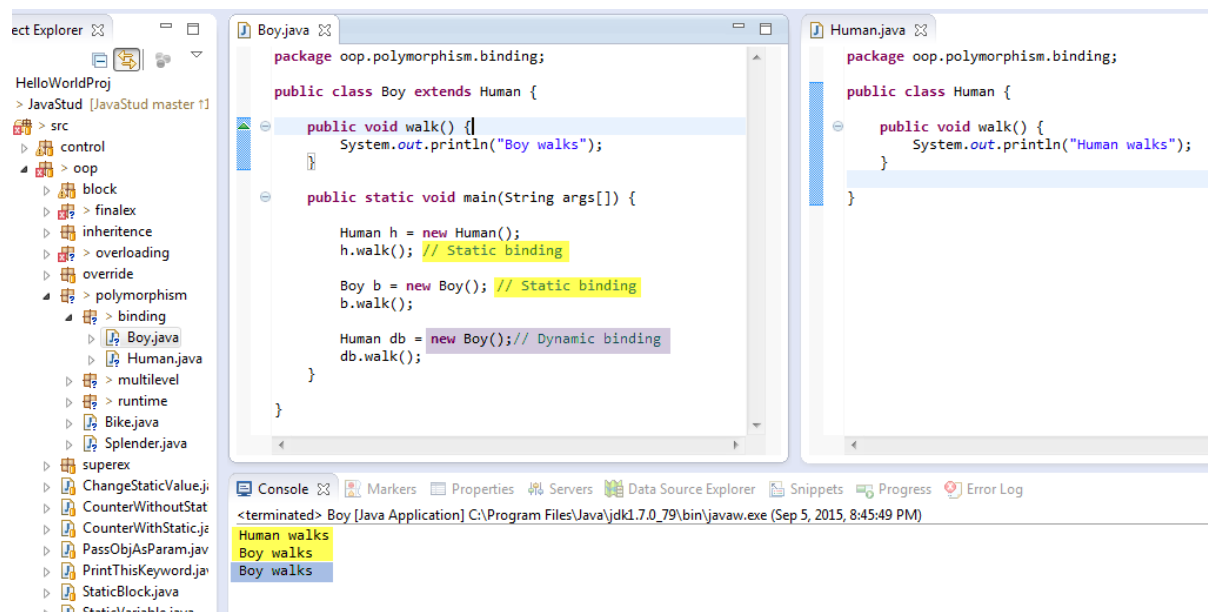 ect Explorer
HelloWorldProj
> JavaStud [JavaStud master ↑1
> src
control
> oop
block
> finalex
inheritence
> overloading
override
> polymorphism
> binding
Boy.java
Human.java
> multilevel
> runtime
Bike.java
Splender.java
superex
ChangeStaticValue.ja
CounterWithoutStat
CounterWithStatic.ja
PassObjAsParam.jav
PrintThisKeyword.jav
StaticBlock.java
StaticVariable.java
Boy.java
package oop.polymorphism.binding;
public class Boy extends Human {
public void walk() {
System.out.println("Boy walks");
}
public static void main(String args[]) {
Human h = new Human();
h.walk(); // Static binding
Boy b = new Boy(); // Static binding
b.walk();
Human db = new Boy();// Dynamic binding
db.walk();
}
}
Human.java
package oop.polymorphism.binding;
public class Human {
public void walk() {
System.out.println("Human walks");
}
}
Console Markers Properties Servers Data Source Explorer Snippets Progress Error Log
<terminated> Boy [Java Application] C:\Program Files\Java\jdk1.7.0_79\bin\javaw.exe (Sep 5, 2015, 8:45:49 PM)
Human walks
Boy walks
Boy walks